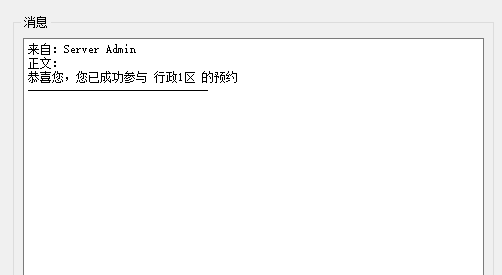 消息
来自: Server Admin
正文:
恭喜您, 您已成功参与 行政1区 的预约